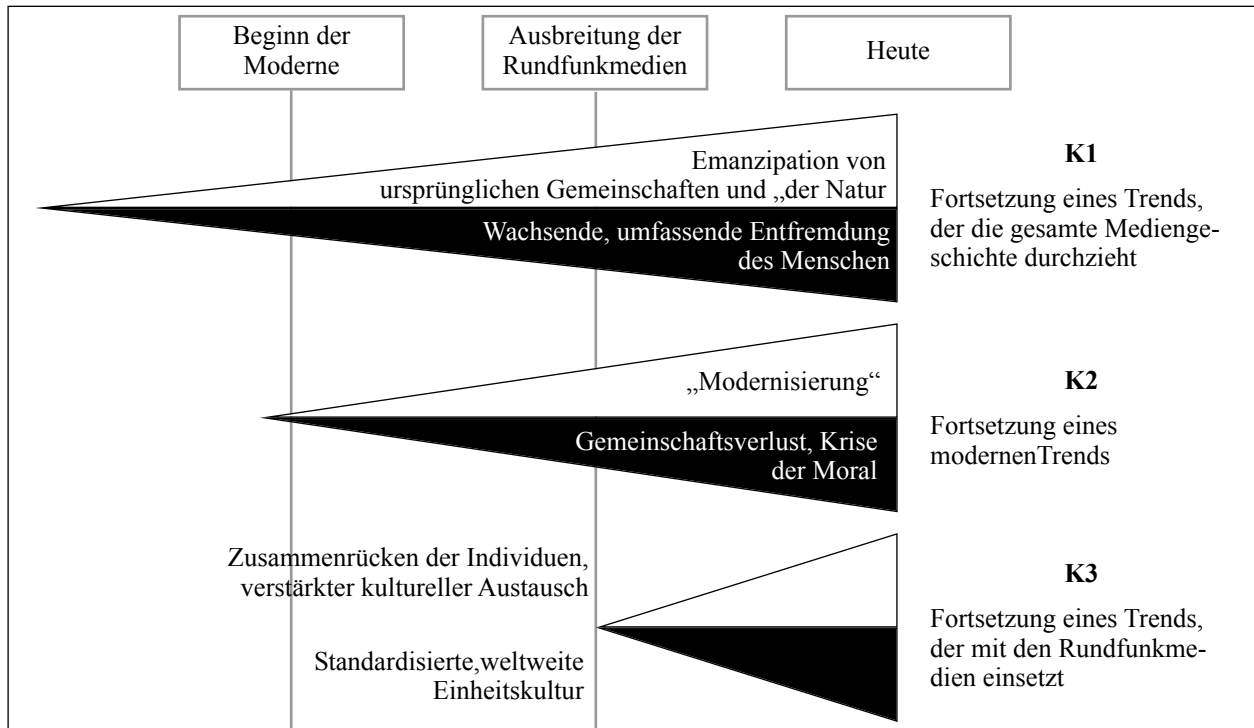 Beginn der
Moderne
Ausbreitung der
Rundfunkmedien
Heute
Emanzipation von
ursprünglichen Gemeinschaften und „der Natur
Wachsende, umfassende Entfremdung
des Menschen
K1
Fortsetzung eines Trends,
der die gesamte Medienge-
schichte durchzieht
„Modernisierung“
Gemeinschaftsverlust, Krise
der Moral
K2
Fortsetzung eines
modernenTrends
Zusammenrücken der Individuen,
verstärkter kultureller Austausch
Standardisierte,weltweite
Einheitskultur
K3
Fortsetzung eines Trends,
der mit den Rundfunkme-
dien einsetzt